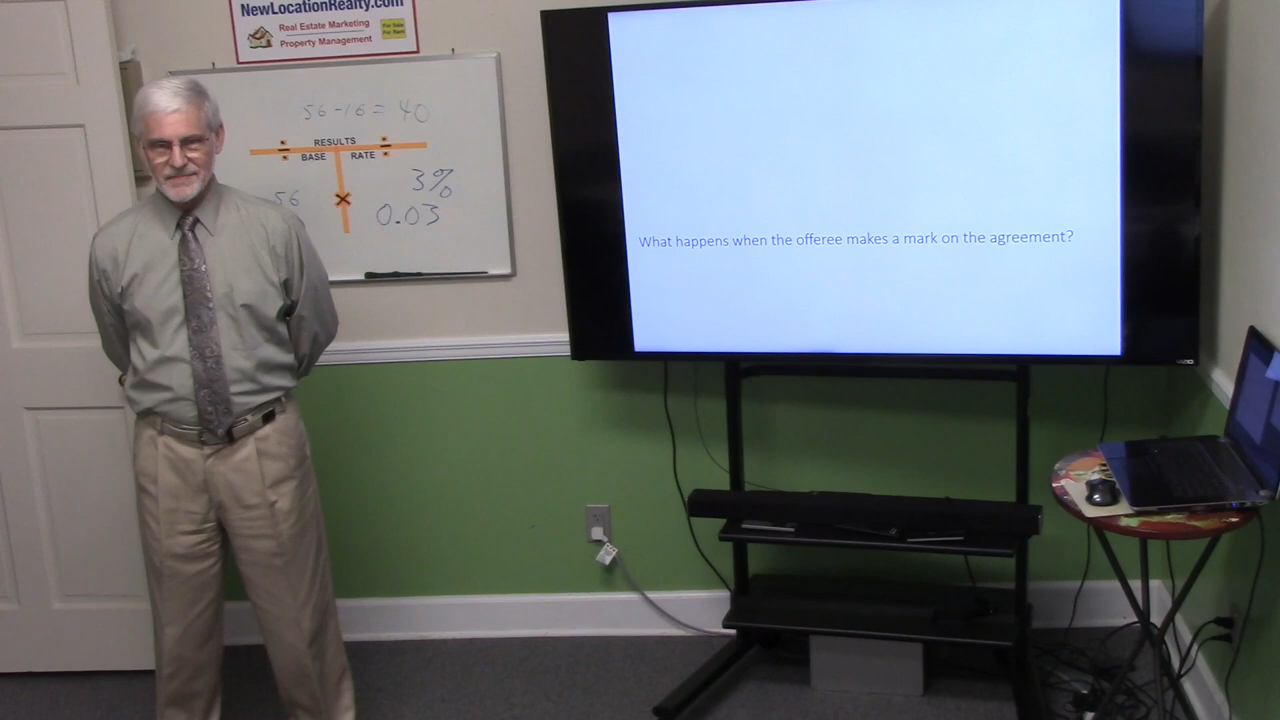 NewLocationRealty.com
Real Estate Marketing
Property Management
For Sale
For Rent
56-16=40
RESULTS
BASE RATE
56
3%
0.03
What happens when the offeree makes a mark on the agreement?
VIZIO